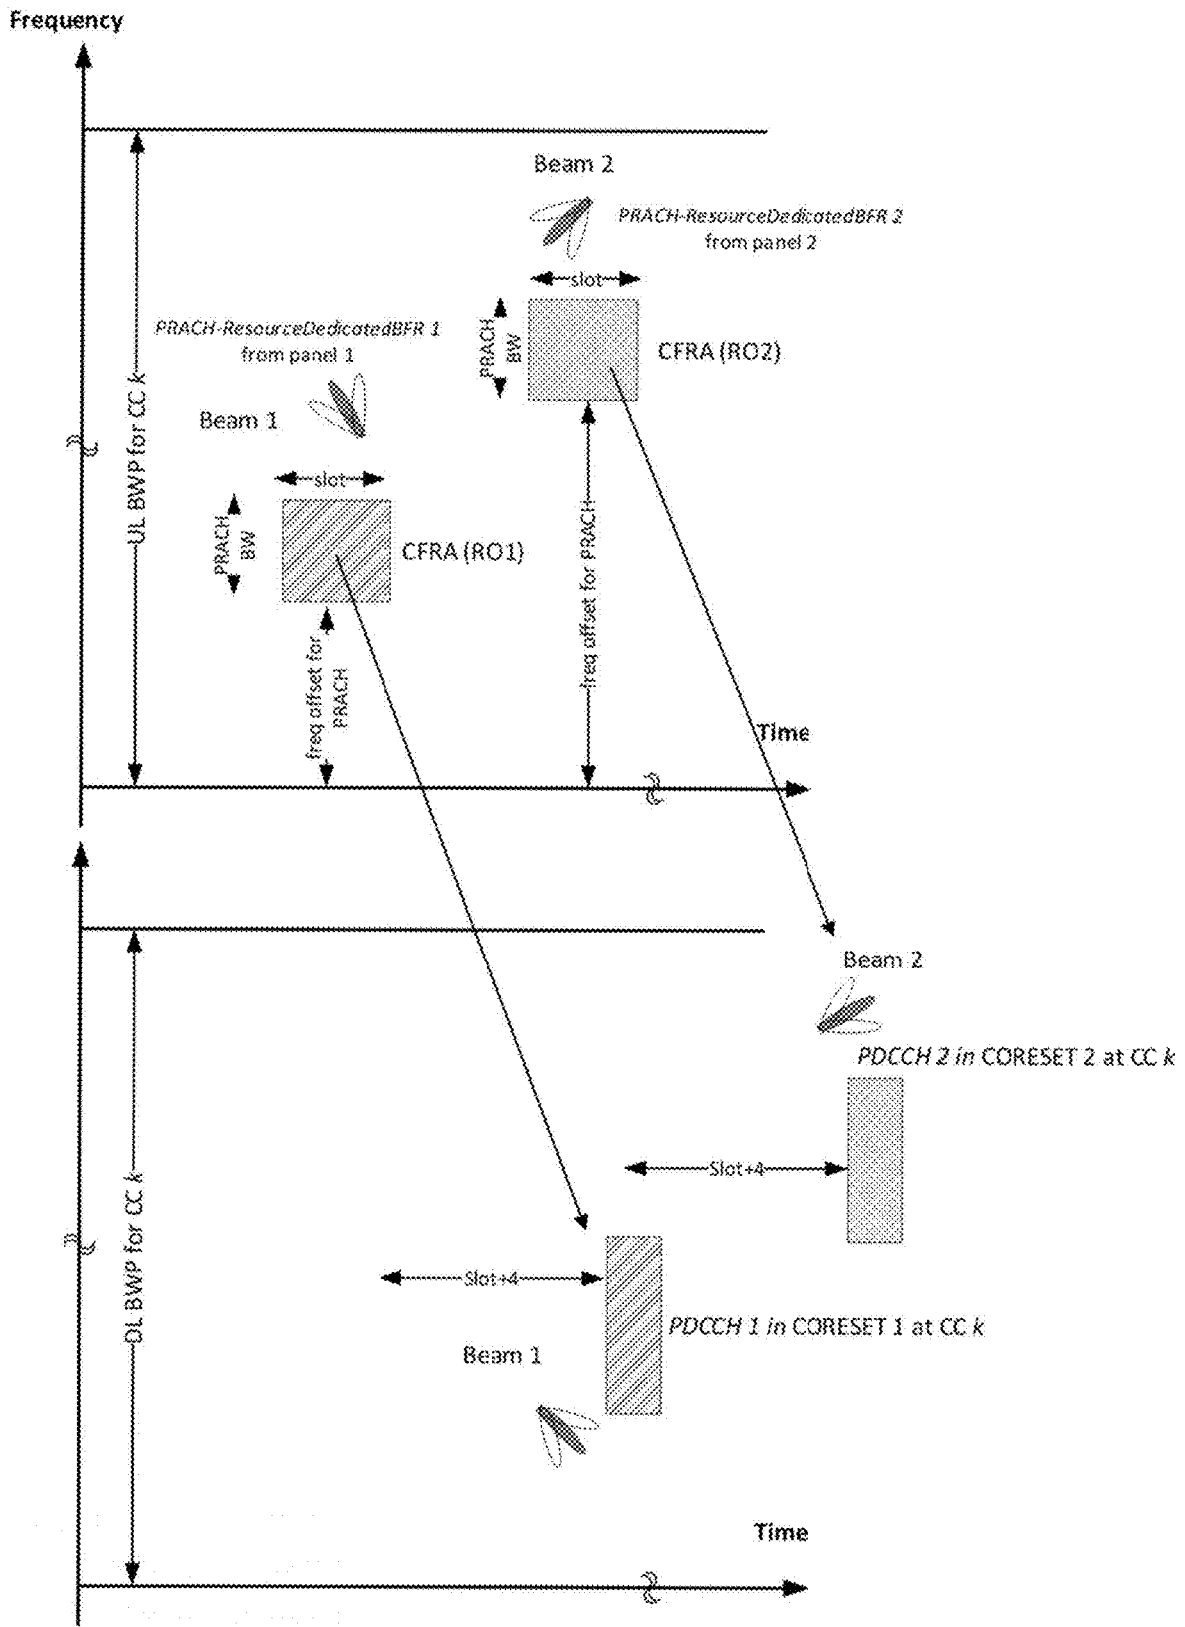 Frequency
Beam 2
PRACH-ResourceDedicatedBFR 2
from panel 2
slot
PRACH
BW
CFRA (RO2)
PRACH-ResourceDedicatedBFR 1
from panel 1
Beam 1
slot
PRACH
BW
CFRA (RO1)
UL BWP for CC k
freq offset for
PRACH
freq offset for PRACH
Time
Beam 2
PDCCH 2 in CORESET 2 at CC k
Slot+4
DL BWP for CC k
Slot+4
PDCCH 1 in CORESET 1 at CC k
Beam 1
Time